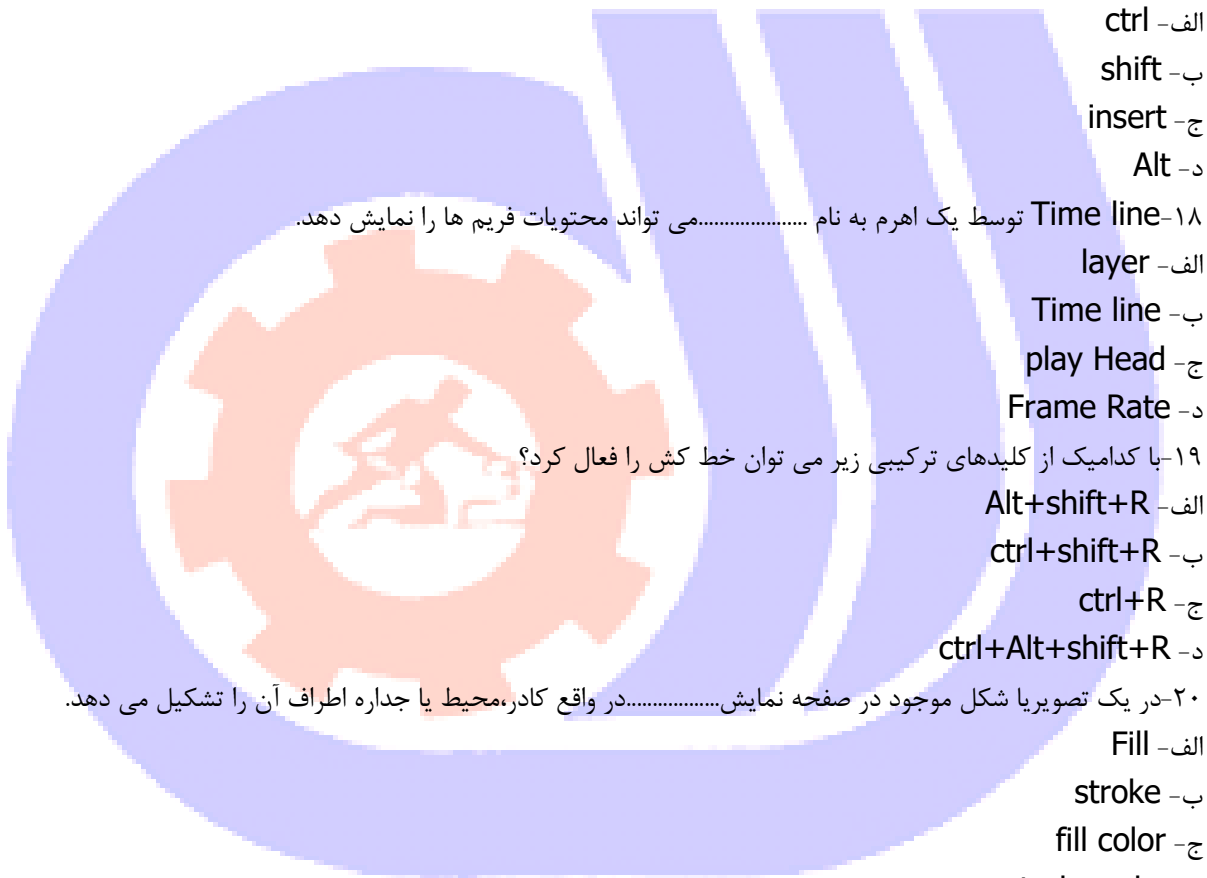 الف- ctrl
ب- shift
ج- insert
د- Alt
۱۸-Time line توسط یک اهرم به نام ....................می تواند محتویات فریم ها را نمایش دهد.
الف- layer
ب- Time line
ج- play Head
د- Frame Rate
۱۹-با کدامیک از کلیدهای ترکیبی زیر می توان خط کش را فعال کرد؟
الف- Alt+shift+R
ب- ctrl+shift+R
ج- ctrl+R
د- ctrl+Alt+shift+R
۲۰-در یک تصویریا شکل موجود در صفحه نمایش.................در واقع کادر،محیط یا جداره اطراف آن را تشکیل می دهد.
الف- Fill
ب- stroke
ج- fill color